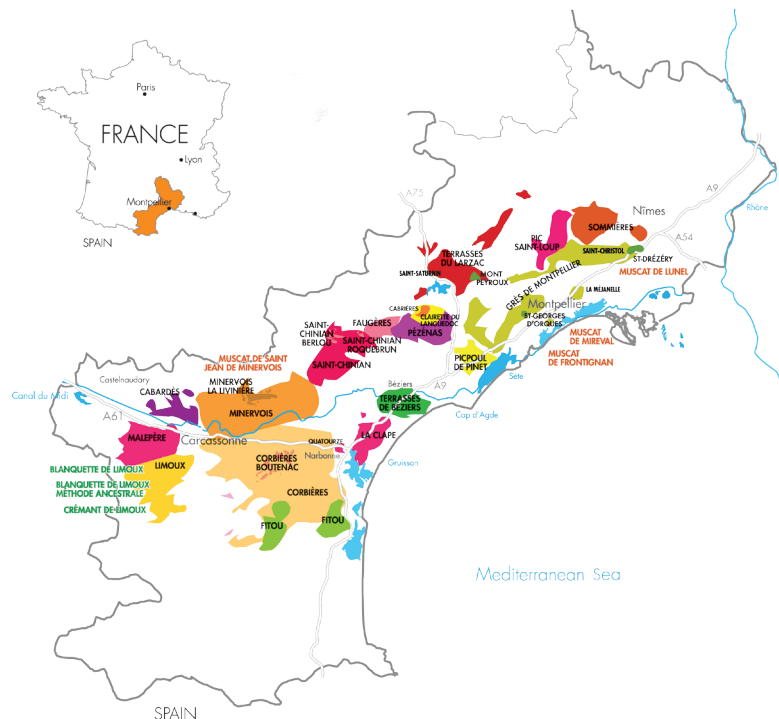 Paris
FRANCE
Lyon
Montpellier
SPAIN
A75
A9
Rhône
Nîmes
SOMMIÈRES
PIC
SAINT-LOUP
SAINT-CHRISTOL
A54
ST-DRÉZÉRY
MUSCAT DE LUNEL
TERRASSES
DU LARZAC
SAINT-SATURNIN
MONT
PEYROUX
GRÈS DE MONTPELLIER
LA MÉJANELLE
Montpellier
ST-GEORGES
D'ORQUES
CABRIÈRES
CLAIRETTE DU
LANGUEDOC
PÉZENAS
FAUGÈRES
SAINT-
CHINIAN
BERLOU
SAINT-CHINIAN
ROQUEBRUN
SAINT-CHINIAN
MUSCAT
DE MIREVAL
MUSCAT
DE FRONTIGNAN
PICPOUL
DE PINET
Sète
MUSCAT DE SAINT
JEAN DE MINERVOIS
Castelnaudary
MINERVOIS
LA LIVINIÈRE
Béziers
A9
Canal du Midi
CABARDÈS
TERRASSES
DE BEZIERS
Cap d'Agde
A61
MINERVOIS
MALEPÈRE
Carcassonne
QUATOURZE
LA CLAPE
Narbonne
Gruissan
LIMOUX
BLANQUETTE DE LIMOUX
CORBIÈRES
BOUTENAC
BLANQUETTE DE LIMOUX
MÉTHODE ANCESTRALE
CORBIÈRES
CRÉMANT DE LIMOUX
FITOU
FITOU
Mediterranean Sea
SPAIN